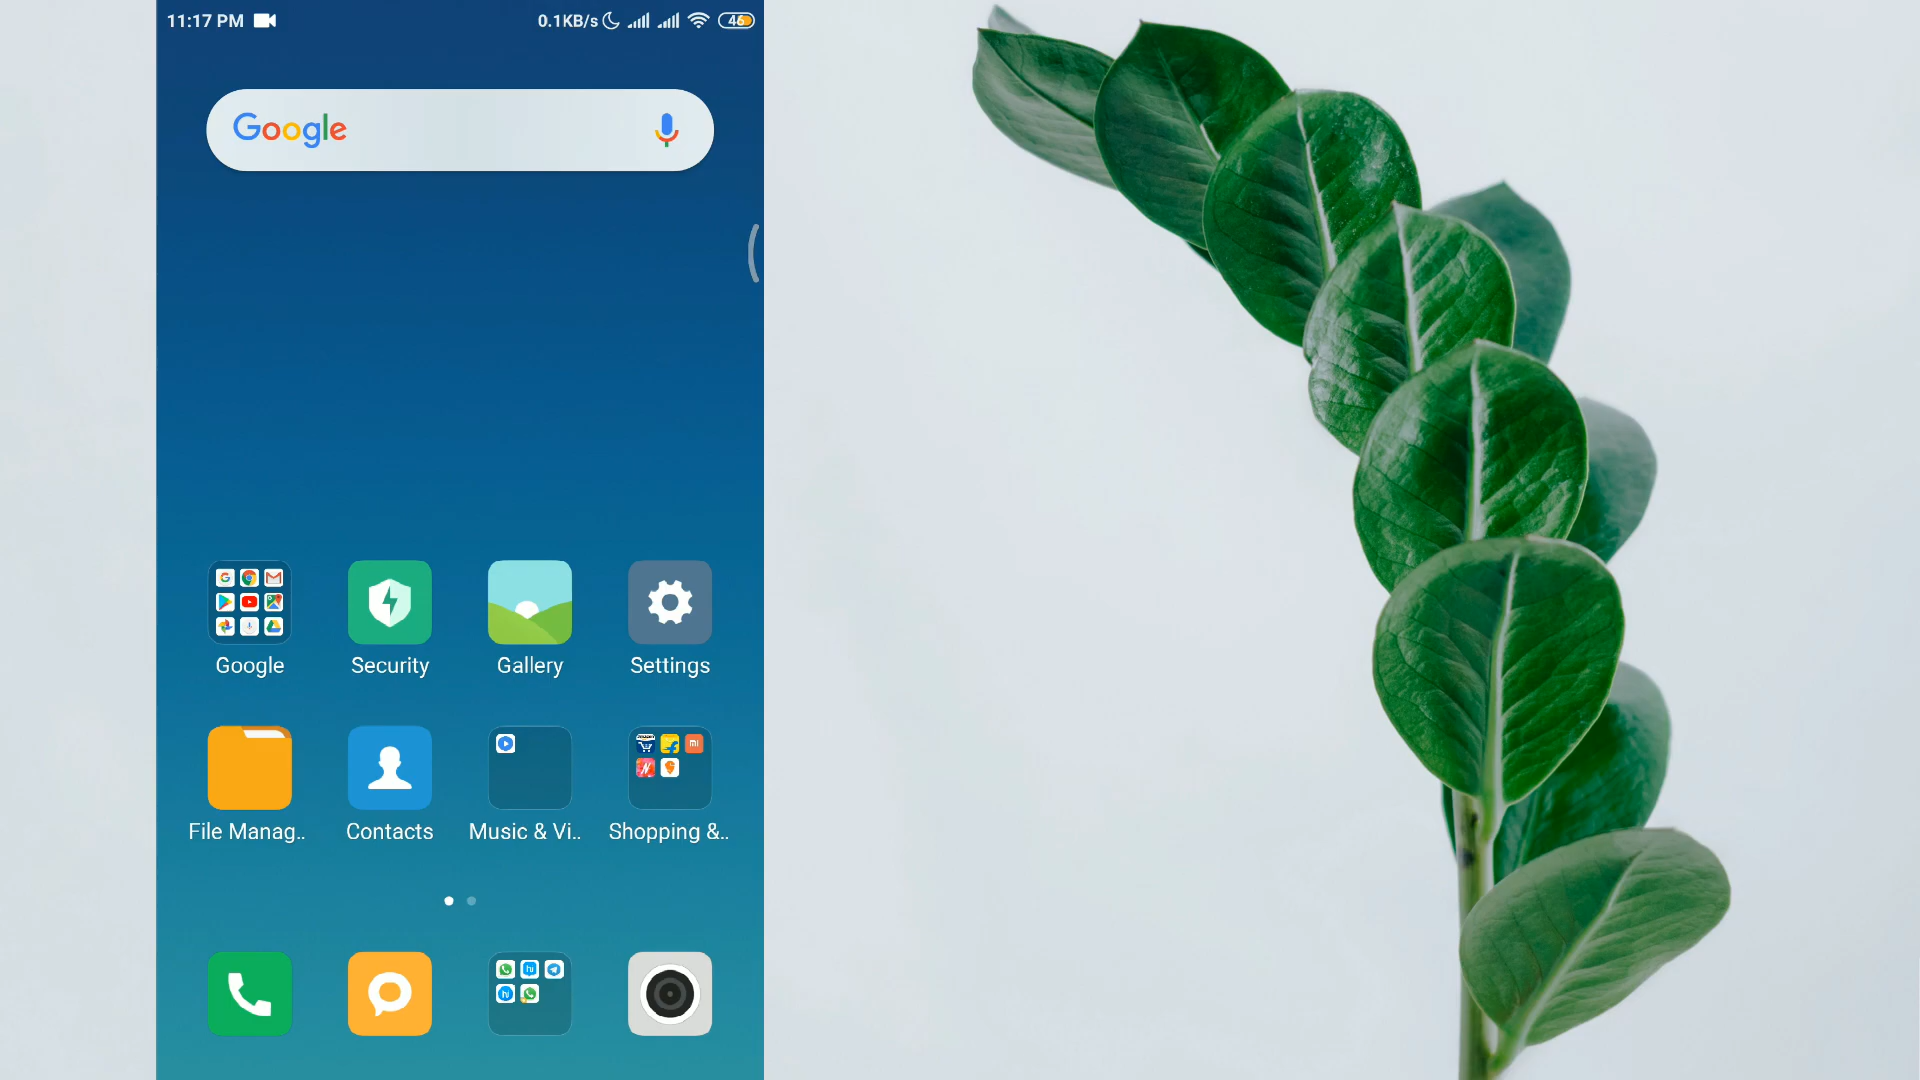 11:17 PM 0.1KB/s 46
Google
Google Security Gallery Settings
File Manag.. Contacts Music & Vi.. Shopping &..